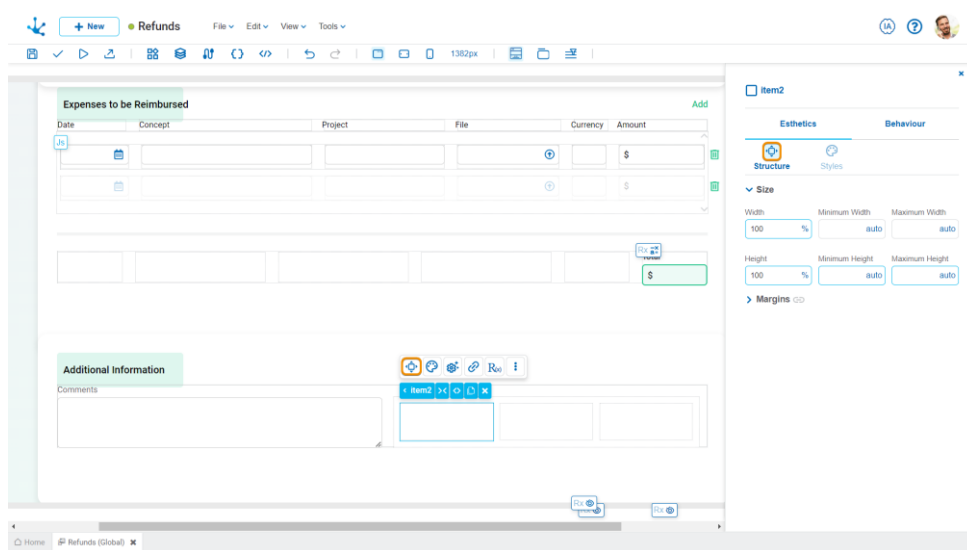 + New
Refunds
File
Edit
View
Tools
IA
?
1382px
Expenses to be Reimbursed
Add
Date
Concept
Project
File
Currency
Amount
Js
$
$
Rx
Total
$
Additional Information
Comments
item2
R(x)
Rx
Rx
Home
Refunds (Global)
item2
Esthetics
Behaviour
Structure
Styles
Size
Width
Minimum Width
Maximum Width
100 %
auto
auto
Height
Minimum Height
Maximum Height
100 %
auto
auto
Margins